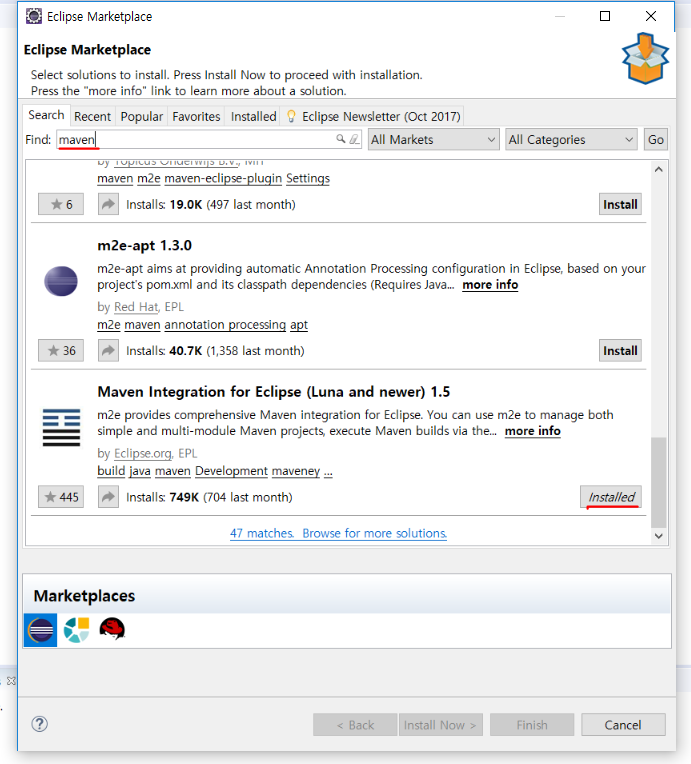 Eclipse Marketplace
Eclipse Marketplace
Select solutions to install. Press Install Now to proceed with installation.
Press the "more info" link to learn more about a solution.
Search Recent Popular Favorites Installed Eclipse Newsletter (Oct 2017)
Find: maven All Markets All Categories Go
by Topicus Onderwijs B.V., MIT
maven m2e maven-eclipse-plugin Settings
6 Installs: 19.0K (497 last month) Install
m2e-apt 1.3.0
m2e-apt aims at providing automatic Annotation Processing configuration in Eclipse, based on your
project's pom.xml and its classpath dependencies (Requires Java... more info
by Red Hat, EPL
m2e maven annotation processing apt
36 Installs: 40.7K (1,358 last month) Install
Maven Integration for Eclipse (Luna and newer) 1.5
m2e provides comprehensive Maven integration for Eclipse. You can use m2e to manage both
simple and multi-module Maven projects, execute Maven builds via the... more info
by Eclipse.org, EPL
build java maven Development maveney ...
445 Installs: 749K (704 last month) Installed
47 matches. Browse for more solutions.
Marketplaces
? < Back Install Now > Finish Cancel